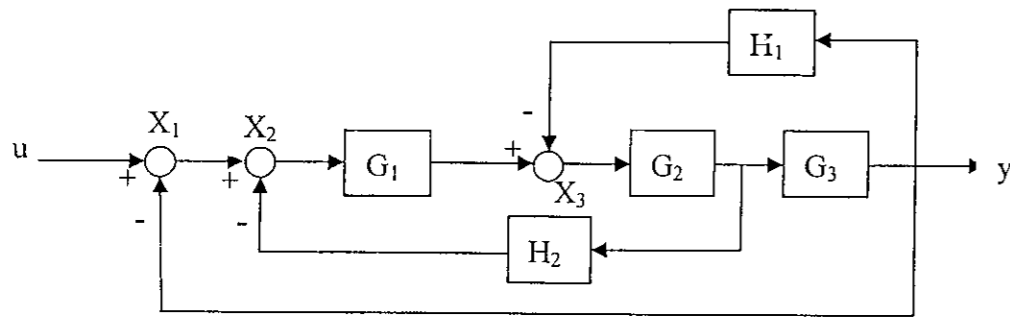 H₁
-
X₁
X₂
u
+
+
G₁
+
X₃
G₂
G₃
y
-
-
H₂